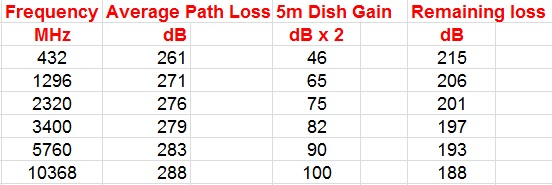 Frequency Average Path Loss 5m Dish Gain Remaining loss
MHz dB dB x 2 dB
432 261 46 215
1296 271 65 206
2320 276 75 201
3400 279 82 197
5760 283 90 193
10368 288 100 188